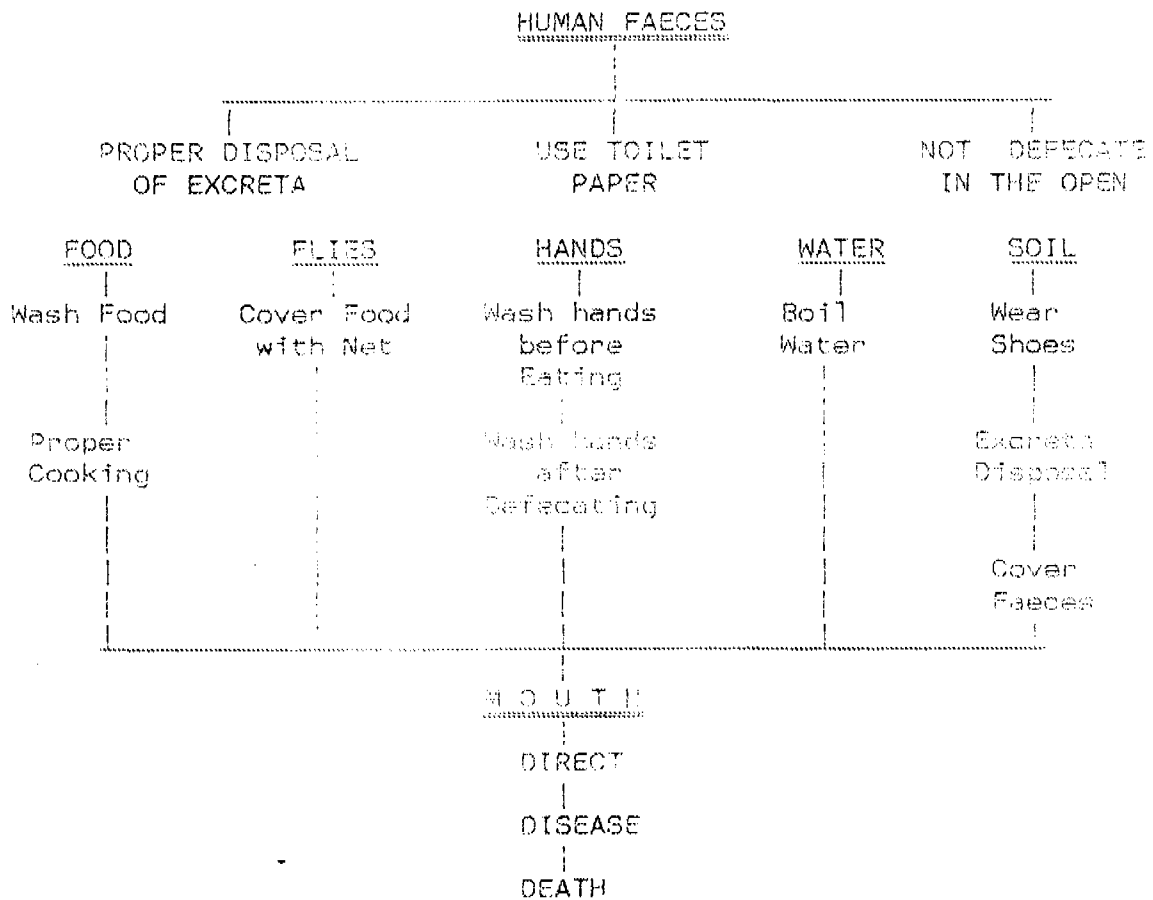 HUMAN FAECES
PROPER DISPOSAL
OF EXCRETA
USE TOILET
PAPER
NOT DEFECATE
IN THE OPEN
FOOD
Wash Food
Proper
Cooking
FLIES
Cover Food
with Net
HANDS
Wash hands
before
Eating
Wash hands
after
Defecating
WATER
Boil
Water
SOIL
Wear
Shoes
Excreta
Disposal
Cover
Faeces
M O U T H
DIRECT
DISEASE
DEATH